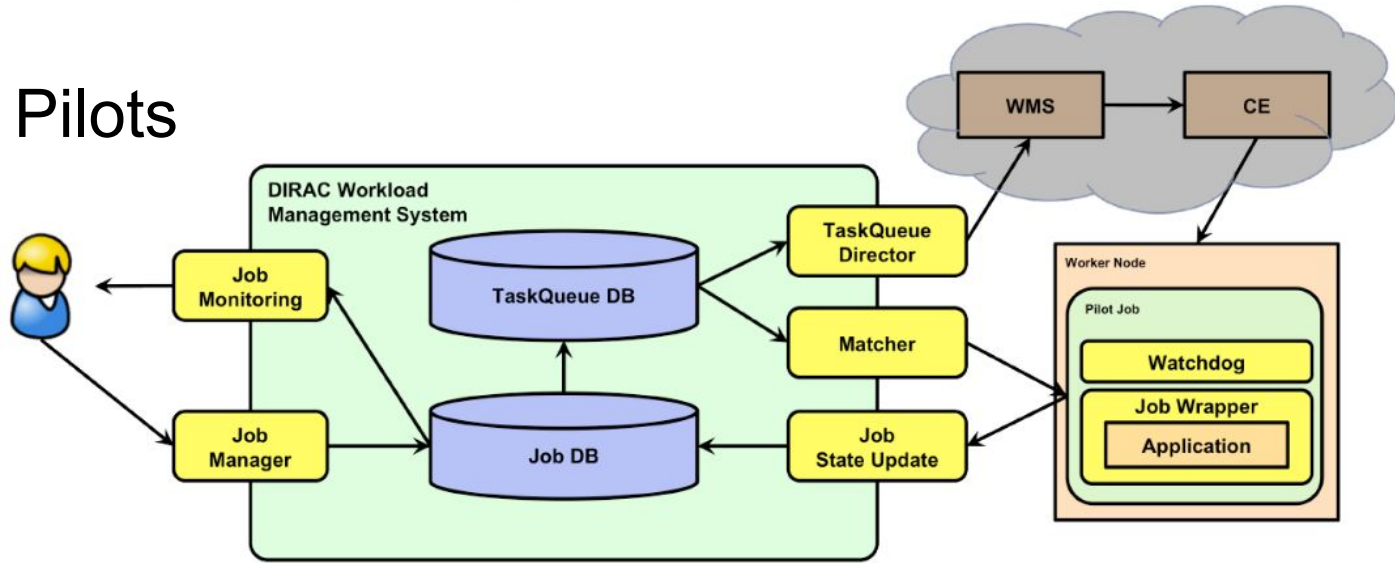 Pilots
WMS
CE
DIRAC Workload
Management System
TaskQueue
Director
Job
Monitoring
TaskQueue DB
Worker Node
Pilot Job
Matcher
Watchdog
Job Wrapper
Application
Job
Manager
Job DB
Job
State Update